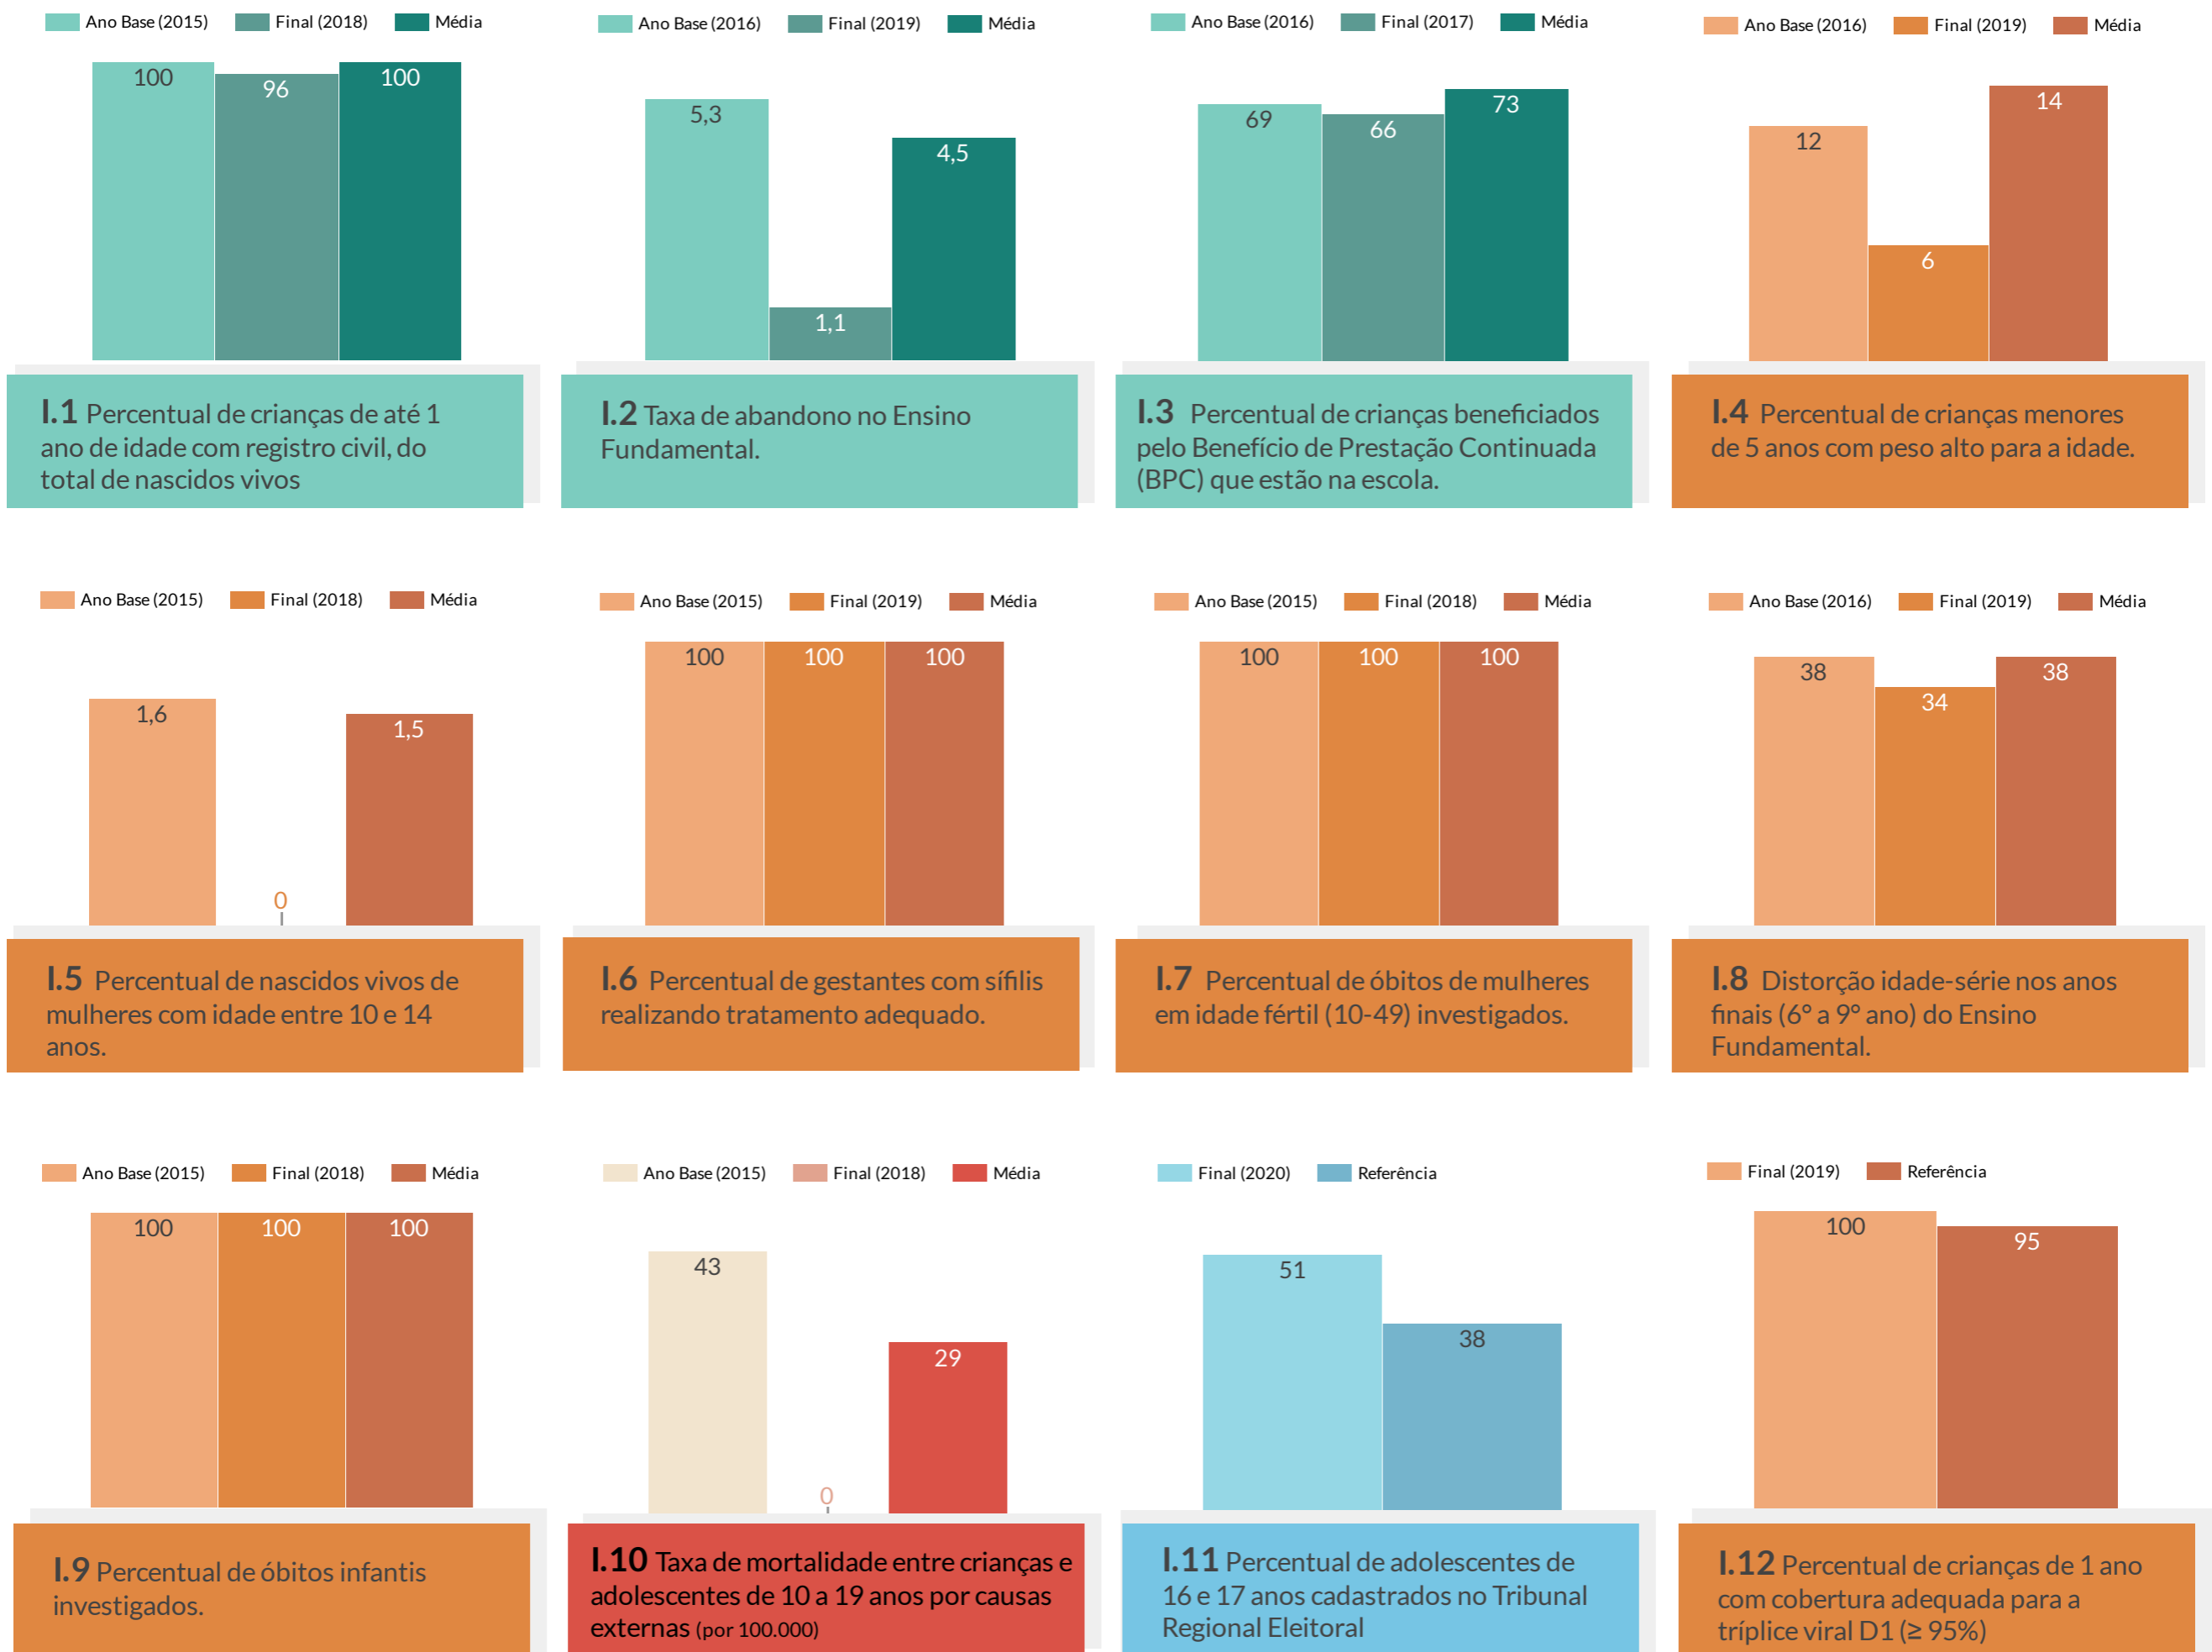 Ano Base (2015) Final (2018) Média
100 96 100
I.1 Percentual de crianças de até 1
ano de idade com registro civil, do
total de nascidos vivos
Ano Base (2016) Final (2019) Média
5,3 1,1 4,5
I.2 Taxa de abandono no Ensino
Fundamental.
Ano Base (2016) Final (2017) Média
69 66 73
I.3 Percentual de crianças beneficiados
pelo Benefício de Prestação Continuada
(BPC) que estão na escola.
Ano Base (2016) Final (2019) Média
12 6 14
I.4 Percentual de crianças menores
de 5 anos com peso alto para a idade.
Ano Base (2015) Final (2018) Média
1,6 0 1,5
I.5 Percentual de nascidos vivos de
mulheres com idade entre 10 e 14
anos.
Ano Base (2015) Final (2019) Média
100 100 100
I.6 Percentual de gestantes com sífilis
realizando tratamento adequado.
Ano Base (2015) Final (2018) Média
100 100 100
I.7 Percentual de óbitos de mulheres
em idade fértil (10-49) investigados.
Ano Base (2016) Final (2019) Média
38 34 38
I.8 Distorção idade-série nos anos
finais (6° a 9° ano) do Ensino
Fundamental.
Ano Base (2015) Final (2018) Média
100 100 100
I.9 Percentual de óbitos infantis
investigados.
Ano Base (2015) Final (2018) Média
43 0 29
I.10 Taxa de mortalidade entre crianças e
adolescentes de 10 a 19 anos por causas
externas (por 100.000)
Final (2020) Referência
51 38
I.11 Percentual de adolescentes de
16 e 17 anos cadastrados no Tribunal
Regional Eleitoral
Final (2019) Referência
100 95
I.12 Percentual de crianças de 1 ano
com cobertura adequada para a
tríplice viral D1 (≥ 95%)